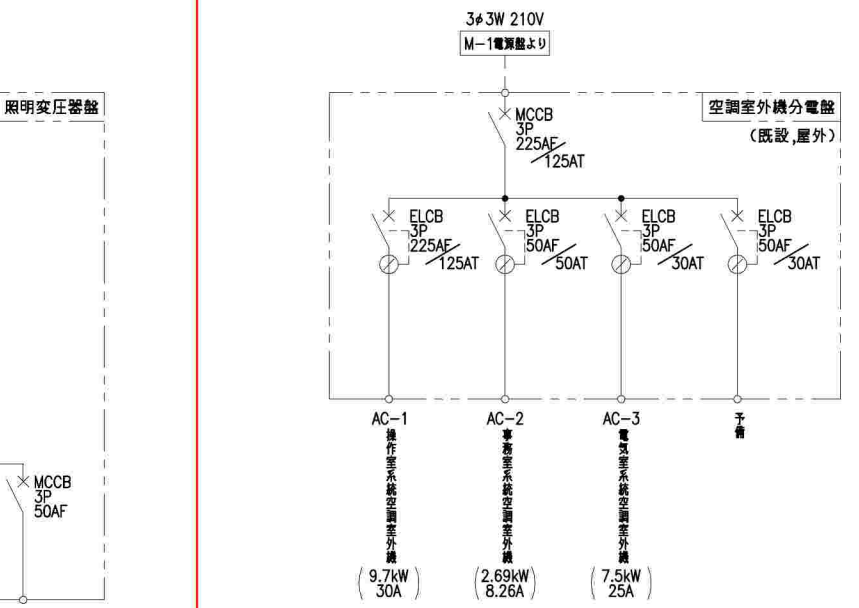 照明変圧器盤
MCCB
3P
50AF
3φ3W 210V
M-1電源盤より
空調室外機分電盤
(既設,屋外)
MCCB
3P
225AF/125AT
ELCB
3P
225AF/125AT
ELCB
3P
50AF/50AT
ELCB
3P
50AF/30AT
ELCB
3P
50AF/30AT
AC-1
操作室系統空調室外機
(9.7kW
30A)
AC-2
事務室系統空調室外機
(2.69kW
8.26A)
AC-3
電気室系統空調室外機
(7.5kW
25A)
予備